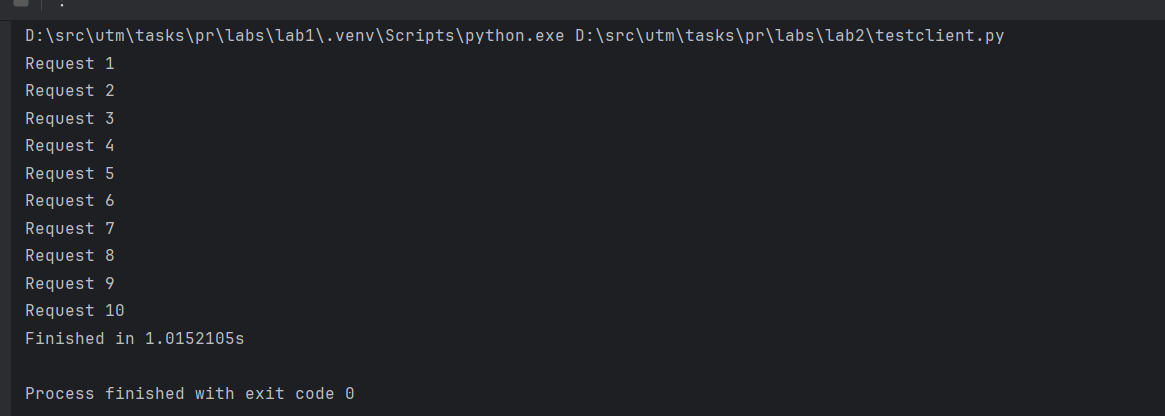 D:\src\utm\tasks\pr\labs\lab1\.venv\Scripts\python.exe D:\src\utm\tasks\pr\labs\lab2\testclient.py
Request 1
Request 2
Request 3
Request 4
Request 5
Request 6
Request 7
Request 8
Request 9
Request 10
Finished in 1.0152105s
Process finished with exit code 0